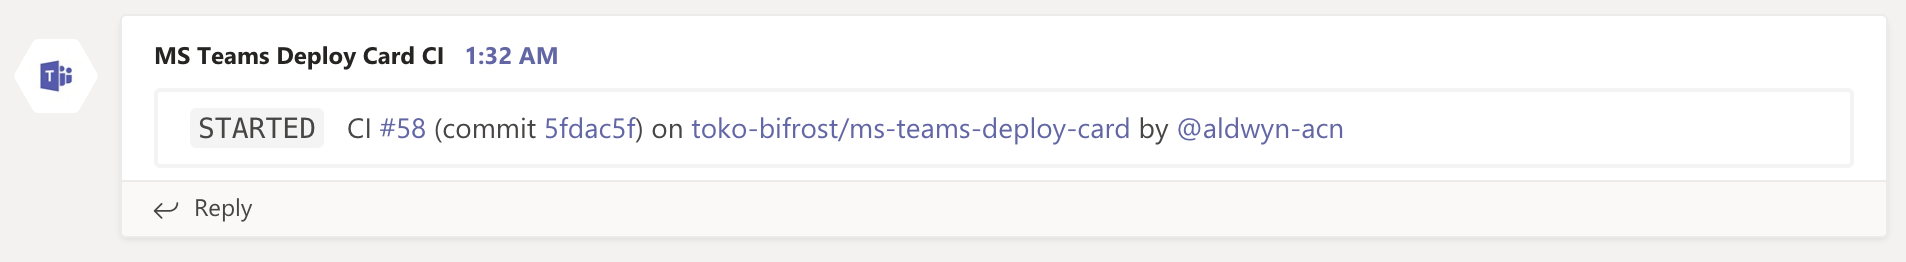 MS Teams Deploy Card CI 1:32 AM
T
STARTED CI #58 (commit 5fdac5f) on toko-bifrost/ms-teams-deploy-card by @aldwyn-acn
Reply